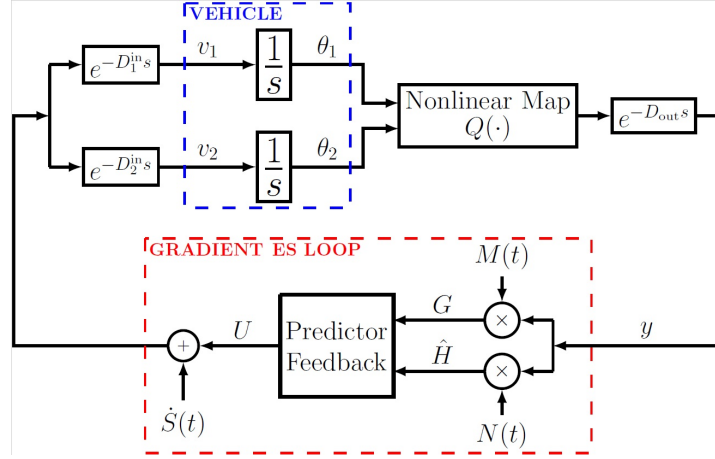 VEHICLE
e^{-D_1^{in}s}
v_1
1/s
θ_1
Nonlinear Map
Q(·)
e^{-D_{out}s}
e^{-D_2^{in}s}
v_2
1/s
θ_2
GRADIENT ES LOOP
M(t)
G
×
U
Predictor
Feedback
y
+
Ĥ
×
Ṡ(t)
N(t)